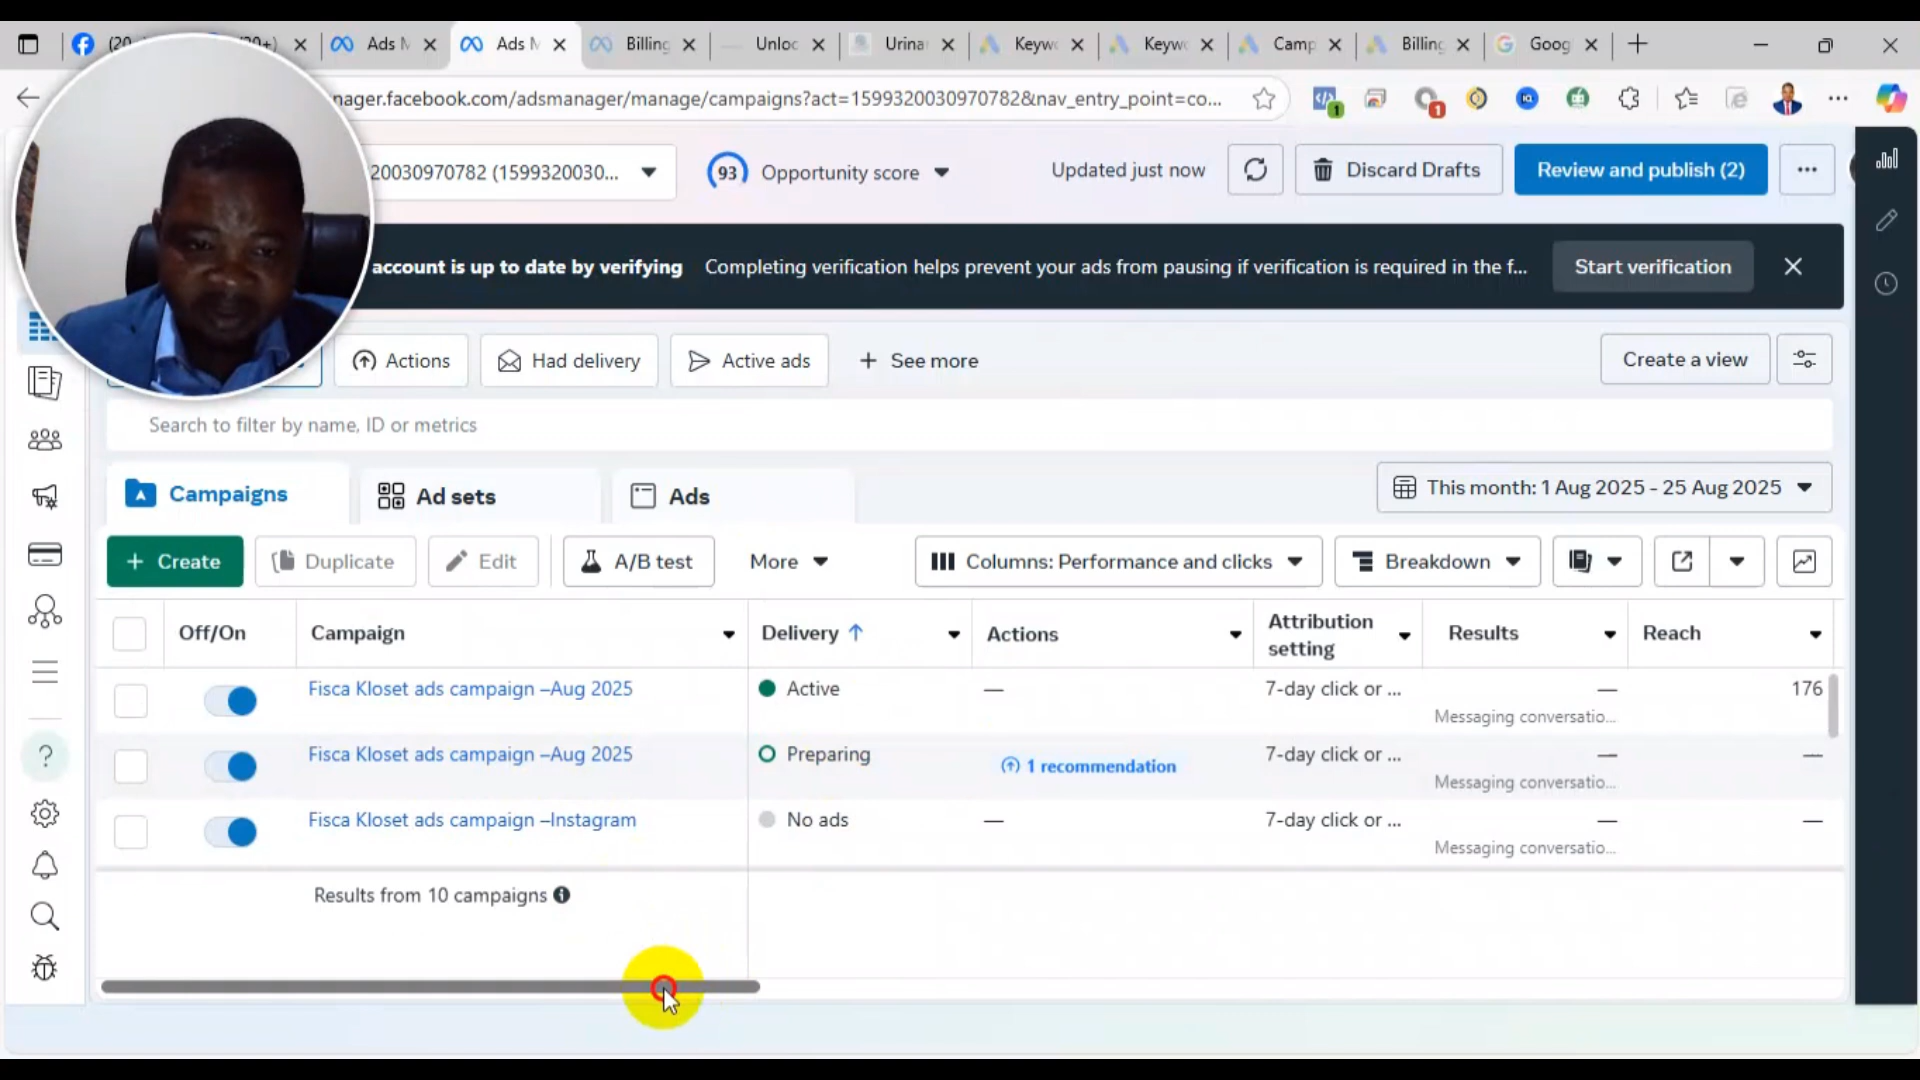 (20
20+)
Ads M
Ads M
Billing
Unloc
Urina
Keywo
Keywo
Camp
Billing
Goog
nager.facebook.com/adsmanager/manage/campaigns?act=1599320030970782&nav_entry_point=co...
1
1
20030970782 (1599320030...
93
Opportunity score
Updated just now
Discard Drafts
Review and publish (2)
account is up to date by verifying
Completing verification helps prevent your ads from pausing if verification is required in the f...
Start verification
Actions
Had delivery
Active ads
+ See more
Create a view
Search to filter by name, ID or metrics
Campaigns
Ad sets
Ads
This month: 1 Aug 2025 - 25 Aug 2025
+ Create
Duplicate
Edit
A/B test
More
Columns: Performance and clicks
Breakdown
Off/On
Campaign
Delivery ↑
Actions
Attribution setting
Results
Reach
Fisca Kloset ads campaign –Aug 2025
Active
—
7-day click or ...
—
Messaging conversatio...
176
Fisca Kloset ads campaign –Aug 2025
Preparing
1 recommendation
7-day click or ...
—
Messaging conversatio...
—
Fisca Kloset ads campaign –Instagram
No ads
—
7-day click or ...
—
Messaging conversatio...
—
Results from 10 campaigns